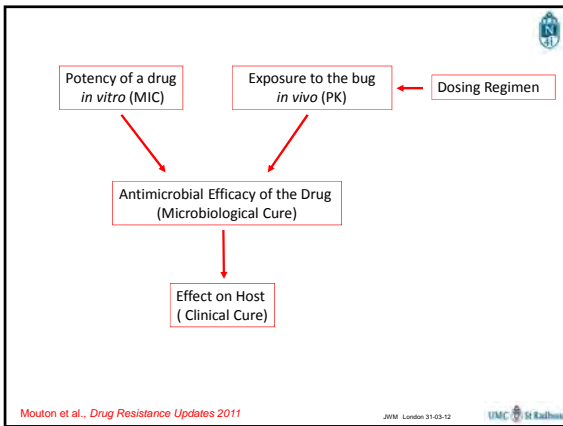 Potency of a drug
in vitro (MIC)
Exposure to the bug
in vivo (PK)
Dosing Regimen
Antimicrobial Efficacy of the Drug
(Microbiological Cure)
Effect on Host
( Clinical Cure)
Mouton et al., Drug Resistance Updates 2011
JWM London 31-03-12
UMC St Radboud